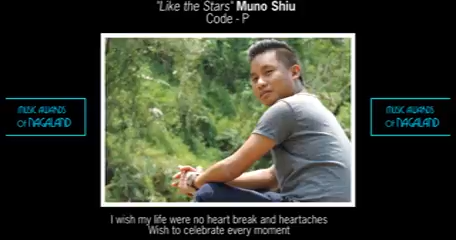 "Like the Stars" Muno Shiu
Code - P
MUSIC AWARDS
OF NAGALAND
MUSIC AWARDS
OF NAGALAND
I wish my life were no heart break and heartaches
Wish to celebrate every moment